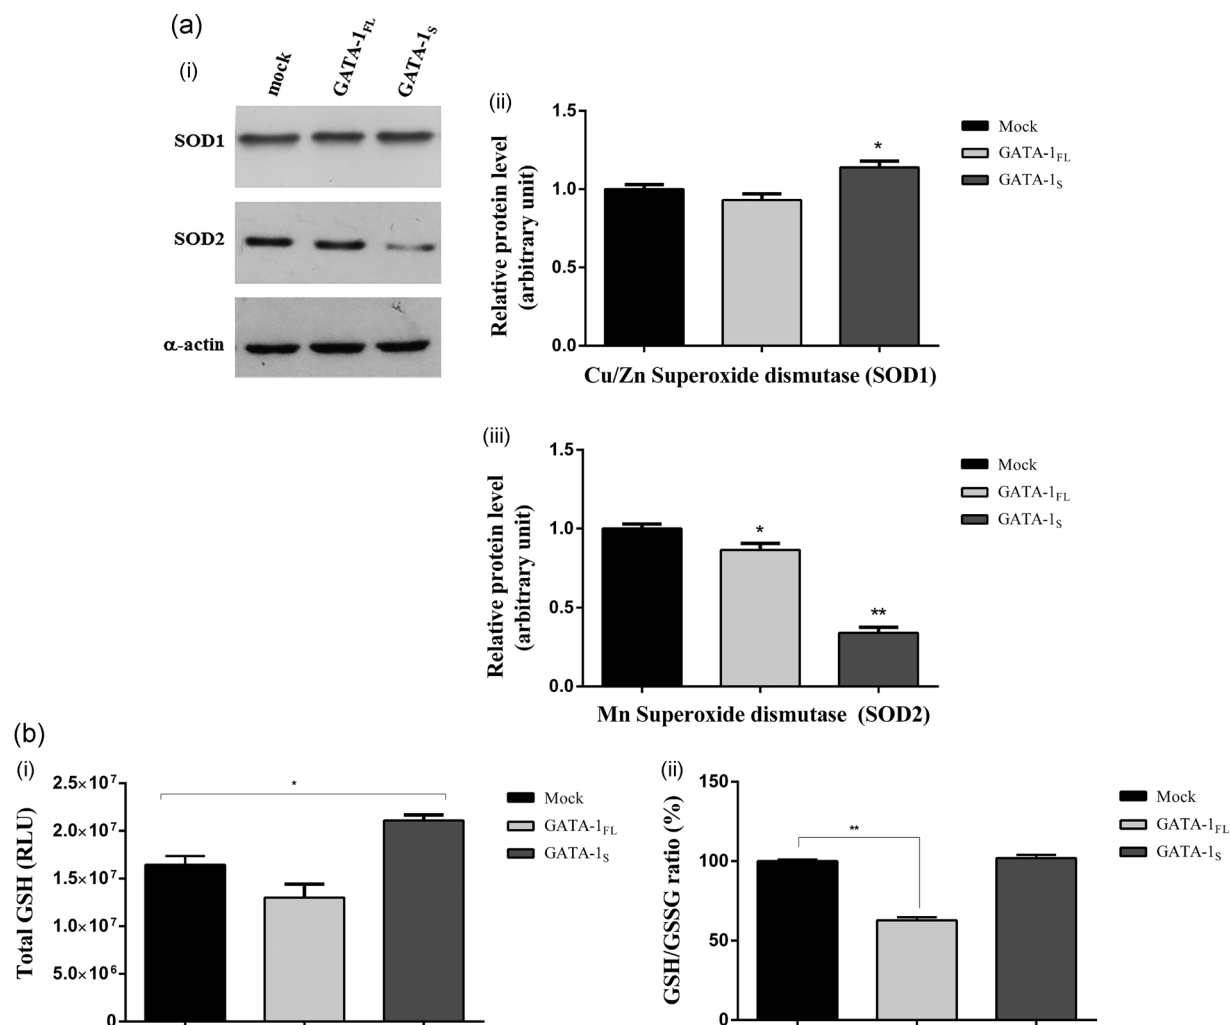 (a)
(i)
mock
GATA-1FL
GATA-1S
SOD1
SOD2
α-actin
(ii)
Relative protein level
(arbitrary unit)
1.5
1.0
0.5
0.0
*
Cu/Zn Superoxide dismutase (SOD1)
Mock
GATA-1FL
GATA-1S
(iii)
Relative protein level
(arbitrary unit)
1.5
1.0
0.5
0.0
*
**
Mn Superoxide dismutase (SOD2)
Mock
GATA-1FL
GATA-1S
(b)
(i)
Total GSH (RLU)
2.5×10⁷
2.0×10⁷
1.5×10⁷
1.0×10⁷
5.0×10⁶
0
*
Mock
GATA-1FL
GATA-1S
(ii)
GSH/GSSG ratio (%)
150
100
50
0
**
Mock
GATA-1FL
GATA-1S